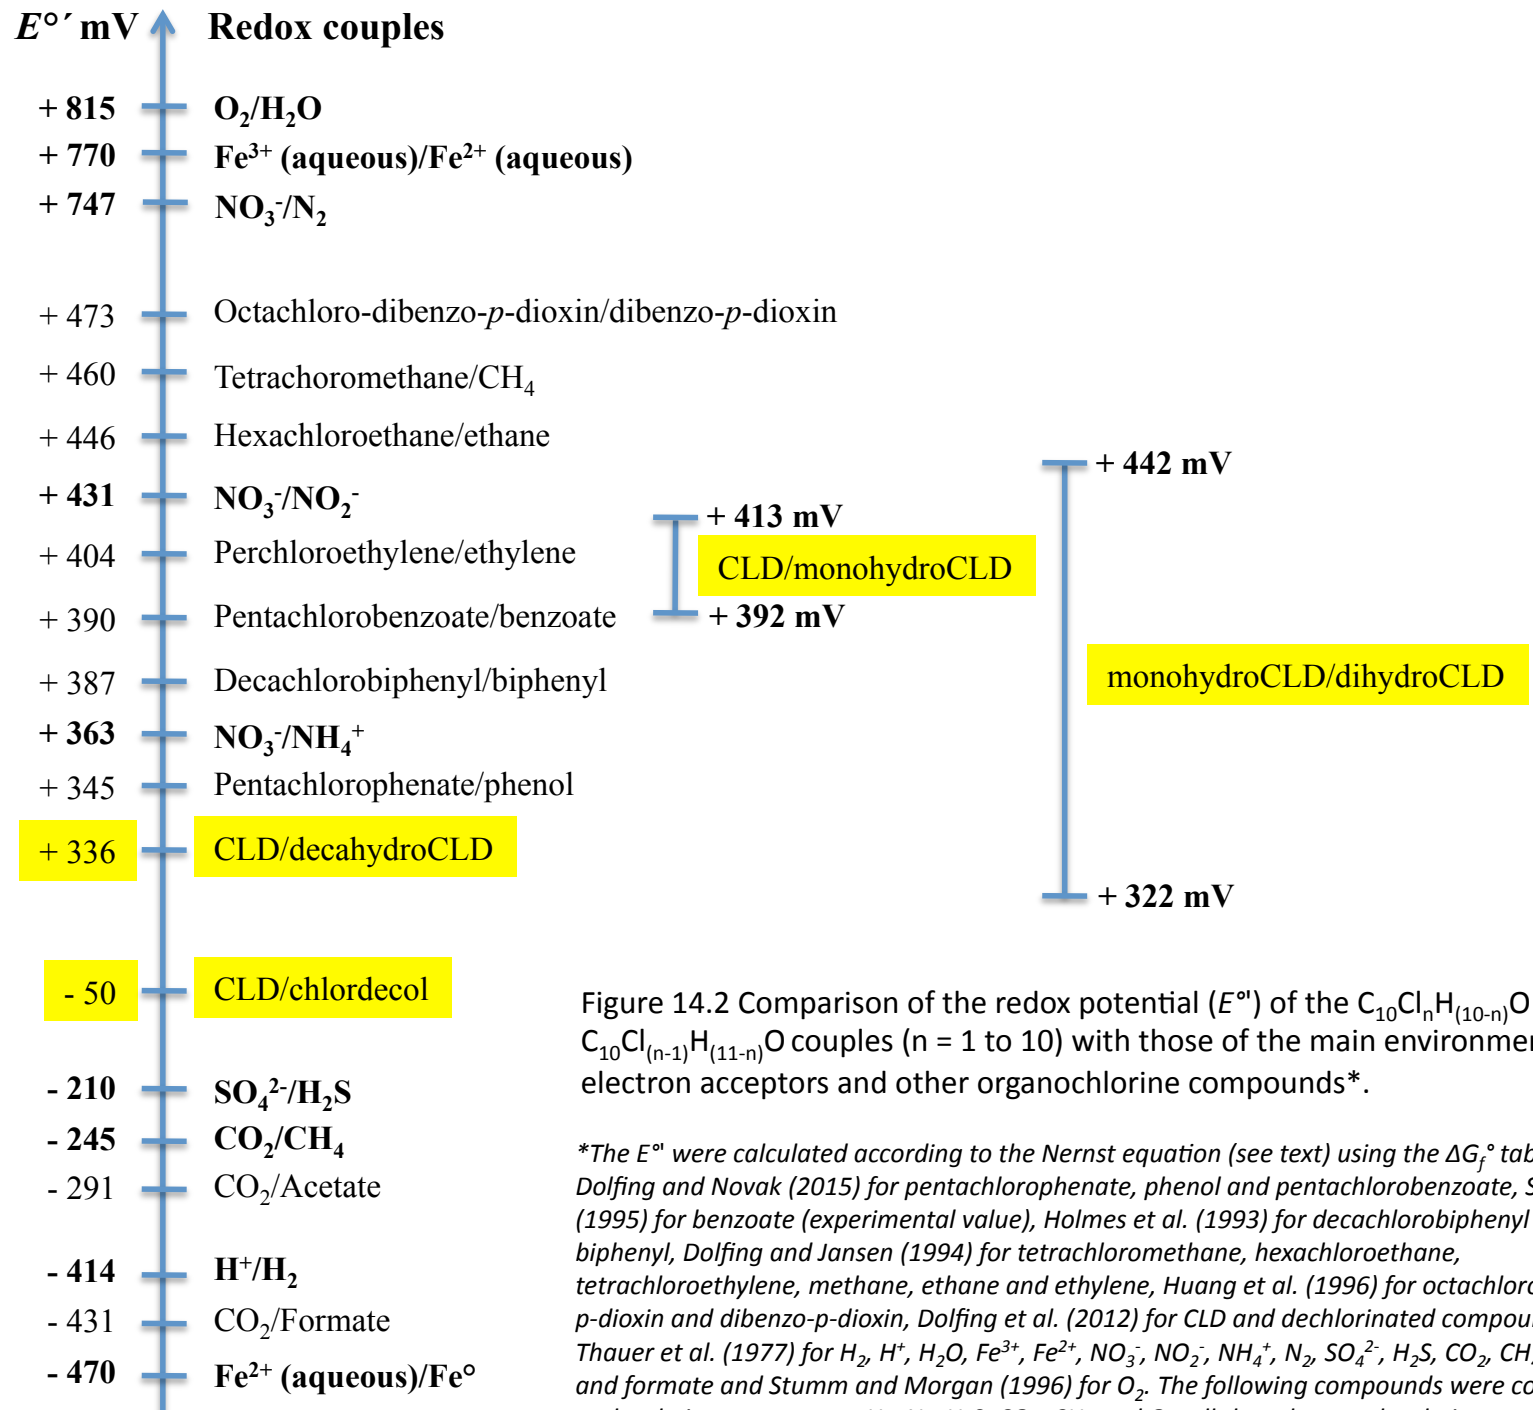 E°´ mV Redox couples
+ 815 O₂/H₂O
+ 770 Fe³⁺ (aqueous)/Fe²⁺ (aqueous)
+ 747 NO₃⁻/N₂
+ 473 Octachloro-dibenzo-p-dioxin/dibenzo-p-dioxin
+ 460 Tetrachoromethane/CH₄
+ 446 Hexachloroethane/ethane
+ 442 mV
+ 431 NO₃⁻/NO₂⁻
+ 413 mV
+ 404 Perchloroethylene/ethylene
CLD/monohydroCLD
+ 390 Pentachlorobenzoate/benzoate
+ 392 mV
+ 387 Decachlorobiphenyl/biphenyl
monohydroCLD/dihydroCLD
+ 363 NO₃⁻/NH₄⁺
+ 345 Pentachlorophenate/phenol
+ 336 CLD/decahydroCLD
+ 322 mV
- 50 CLD/chlordecol
- 210 SO₄²⁻/H₂S
- 245 CO₂/CH₄
- 291 CO₂/Acetate
- 414 H⁺/H₂
- 431 CO₂/Formate
- 470 Fe²⁺ (aqueous)/Fe°
Figure 14.2 Comparison of the redox potential (E°') of the C₁₀ClₙH₍₁₀₋ₙ₎O
C₁₀Cl₍ₙ₋₁₎H₍₁₁₋ₙ₎O couples (n = 1 to 10) with those of the main
electron acceptors and other organochlorine compounds*.
*The E°' were calculated according to the Nernst equation (see text) using the ΔG_f°
Dolfing and Novak (2015) for pentachlorophenate, phenol and pentachlorobenzoate,
(1995) for benzoate (experimental value), Holmes et al. (1993) for decachlorobiphenyl
biphenyl, Dolfing and Jansen (1994) for tetrachloromethane, hexachloroethane,
tetrachloroethylene, methane, ethane and ethylene, Huang et al. (1996) for
p-dioxin and dibenzo-p-dioxin, Dolfing et al. (2012) for CLD and dechlorinated
Thauer et al. (1977) for H₂, H⁺, H₂O, Fe³⁺, Fe²⁺, NO₃⁻, NO₂⁻, NH₄⁺, N₂, SO₄²⁻, H₂S, CO₂,
and formate and Stumm and Morgan (1996) for O₂. The following compounds were